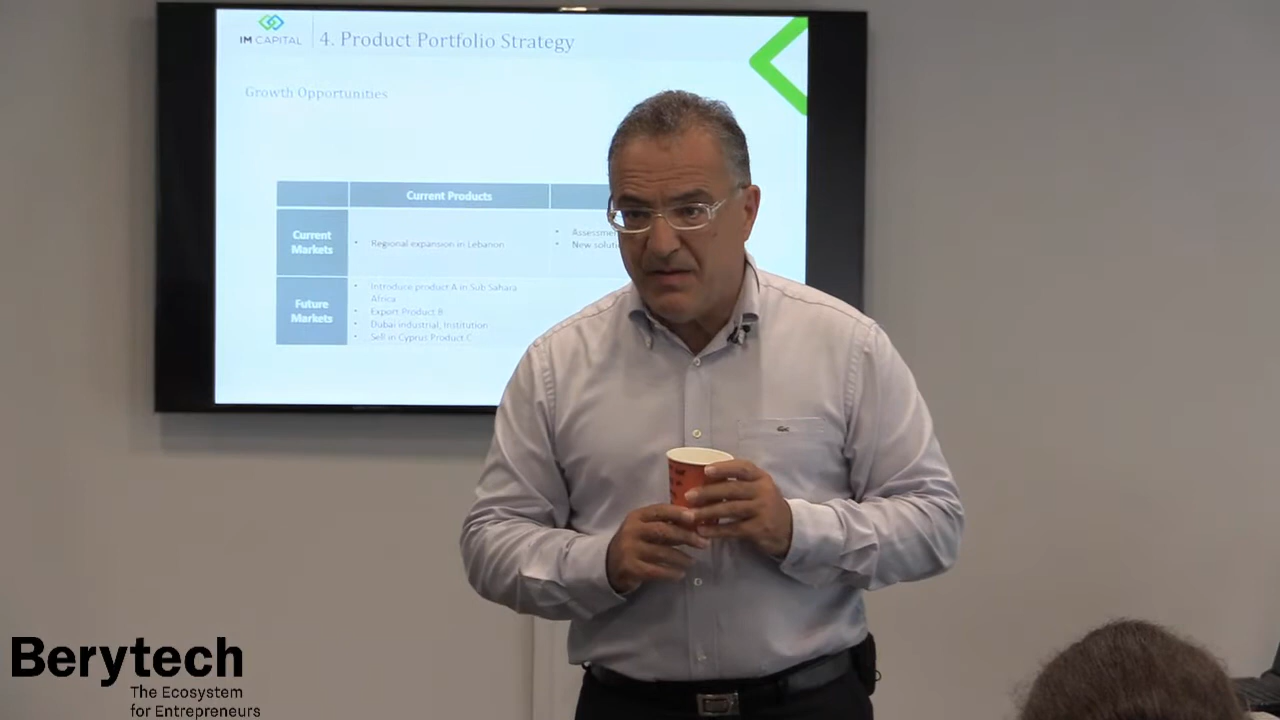 IM CAPITAL
4. Product Portfolio Strategy
Growth Opportunities
Current Products
Current
Markets
• Regional expansion in Lebanon
• 
• New
Future
Markets
• Introduce product A in Sub Sahara
Africa
• Export Product B
• Dubai industrial, Institution
• Sell in Cyprus Product C
Berytech
The Ecosystem
for Entrepreneurs